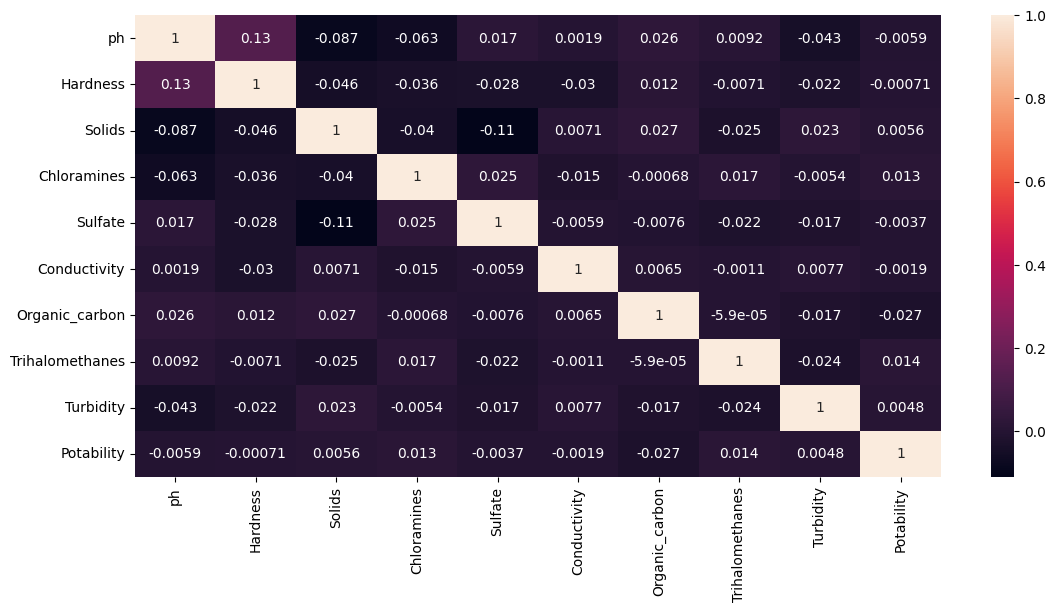 ph 1 0.13 -0.087 -0.063 0.017 0.0019 0.026 0.0092 -0.043 -0.0059
Hardness 0.13 1 -0.046 -0.036 -0.028 -0.03 0.012 -0.0071 -0.022 -0.00071
Solids -0.087 -0.046 1 -0.04 -0.11 0.0071 0.027 -0.025 0.023 0.0056
Chloramines -0.063 -0.036 -0.04 1 0.025 -0.015 -0.00068 0.017 -0.0054 0.013
Sulfate 0.017 -0.028 -0.11 0.025 1 -0.0059 -0.0076 -0.022 -0.017 -0.0037
Conductivity 0.0019 -0.03 0.0071 -0.015 -0.0059 1 0.0065 -0.0011 0.0077 -0.0019
Organic_carbon 0.026 0.012 0.027 -0.00068 -0.0076 0.0065 1 -5.9e-05 -0.017 -0.027
Trihalomethanes 0.0092 -0.0071 -0.025 0.017 -0.022 -0.0011 -5.9e-05 1 -0.024 0.014
Turbidity -0.043 -0.022 0.023 -0.0054 -0.017 0.0077 -0.017 -0.024 1 0.0048
Potability -0.0059 -0.00071 0.0056 0.013 -0.0037 -0.0019 -0.027 0.014 0.0048 1
ph Hardness Solids Chloramines Sulfate Conductivity Organic_carbon Trihalomethanes Turbidity Potability
1.0
0.8
0.6
0.4
0.2
0.0